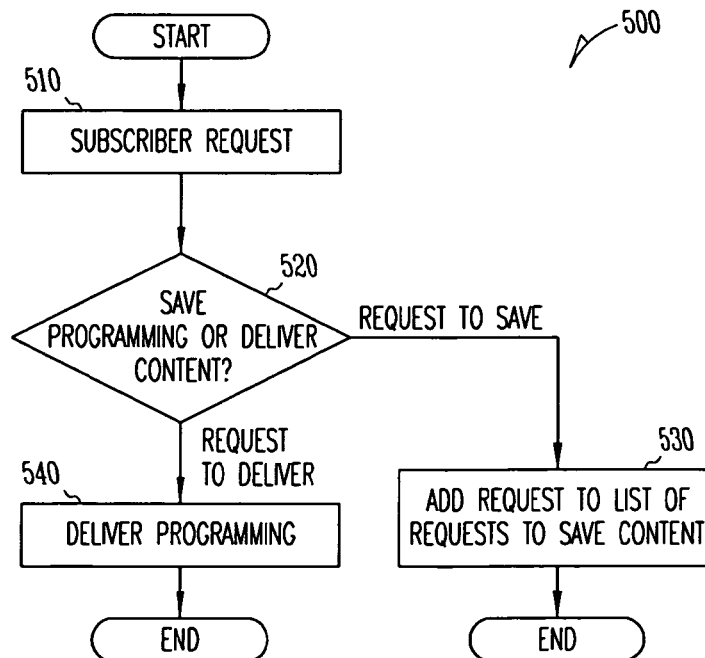 START
500
510
SUBSCRIBER REQUEST
520
SAVE
PROGRAMMING OR DELIVER
CONTENT?
REQUEST TO SAVE
REQUEST
TO DELIVER
530
ADD REQUEST TO LIST OF
REQUESTS TO SAVE CONTENT
540
DELIVER PROGRAMMING
END
END